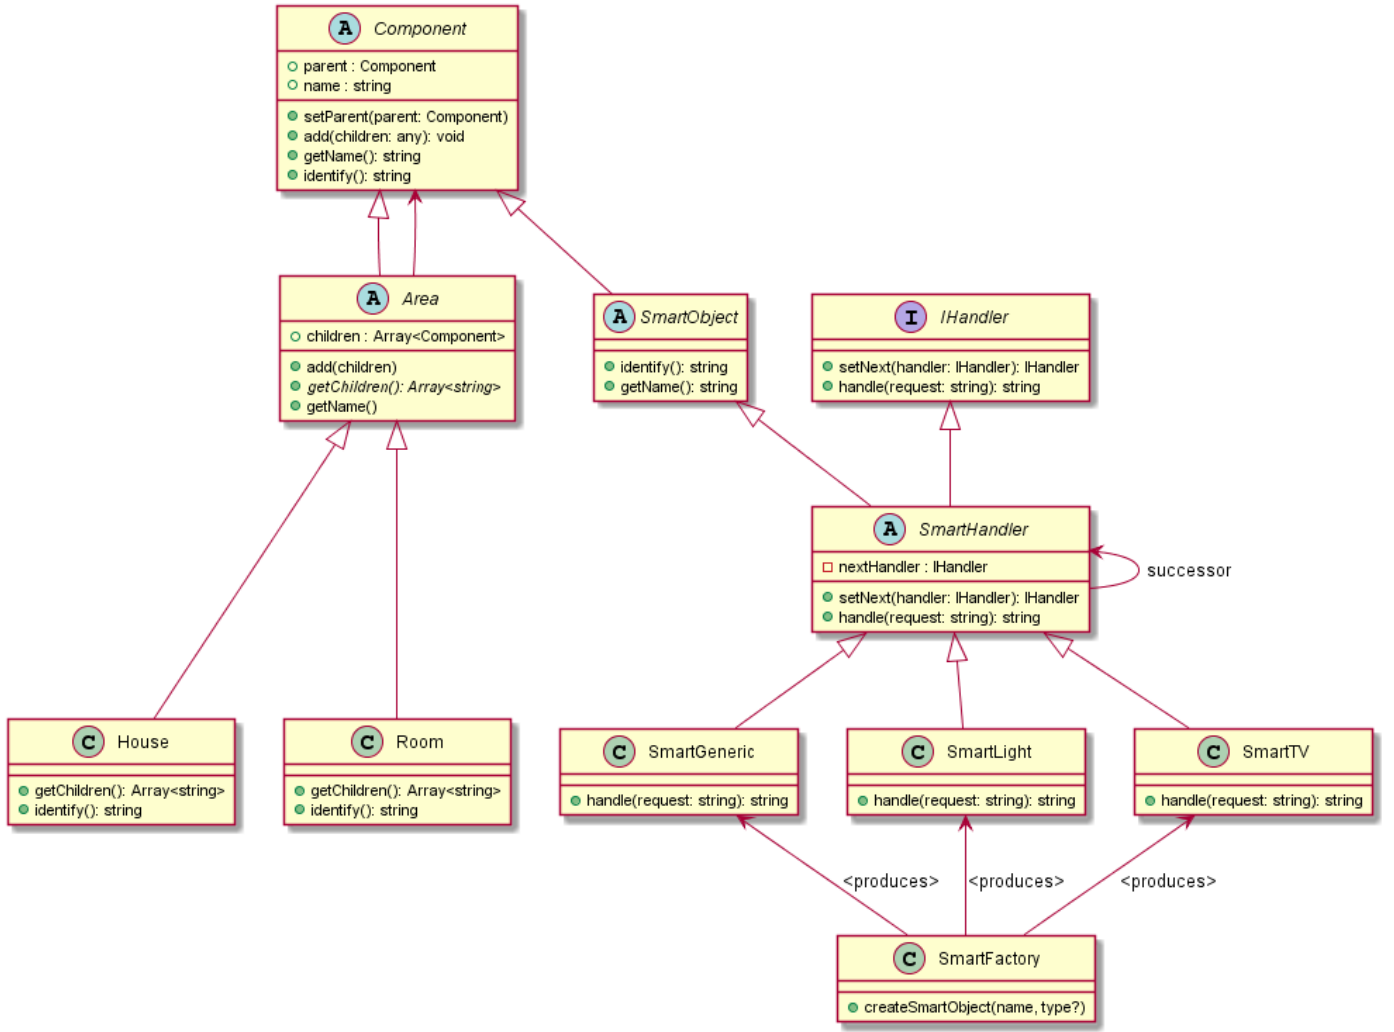 A Component
parent : Component
name : string
setParent(parent: Component)
add(children: any): void
getName(): string
identify(): string
A Area
children : Array<Component>
add(children)
getChildren(): Array<string>
getName()
A SmartObject
identify(): string
getName(): string
I IHandler
setNext(handler: IHandler): IHandler
handle(request: string): string
A SmartHandler
nextHandler : IHandler
setNext(handler: IHandler): IHandler
handle(request: string): string
successor
C House
getChildren(): Array<string>
identify(): string
C Room
getChildren(): Array<string>
identify(): string
C SmartGeneric
handle(request: string): string
C SmartLight
handle(request: string): string
C SmartTV
handle(request: string): string
<produces>
<produces>
<produces>
C SmartFactory
createSmartObject(name, type?)